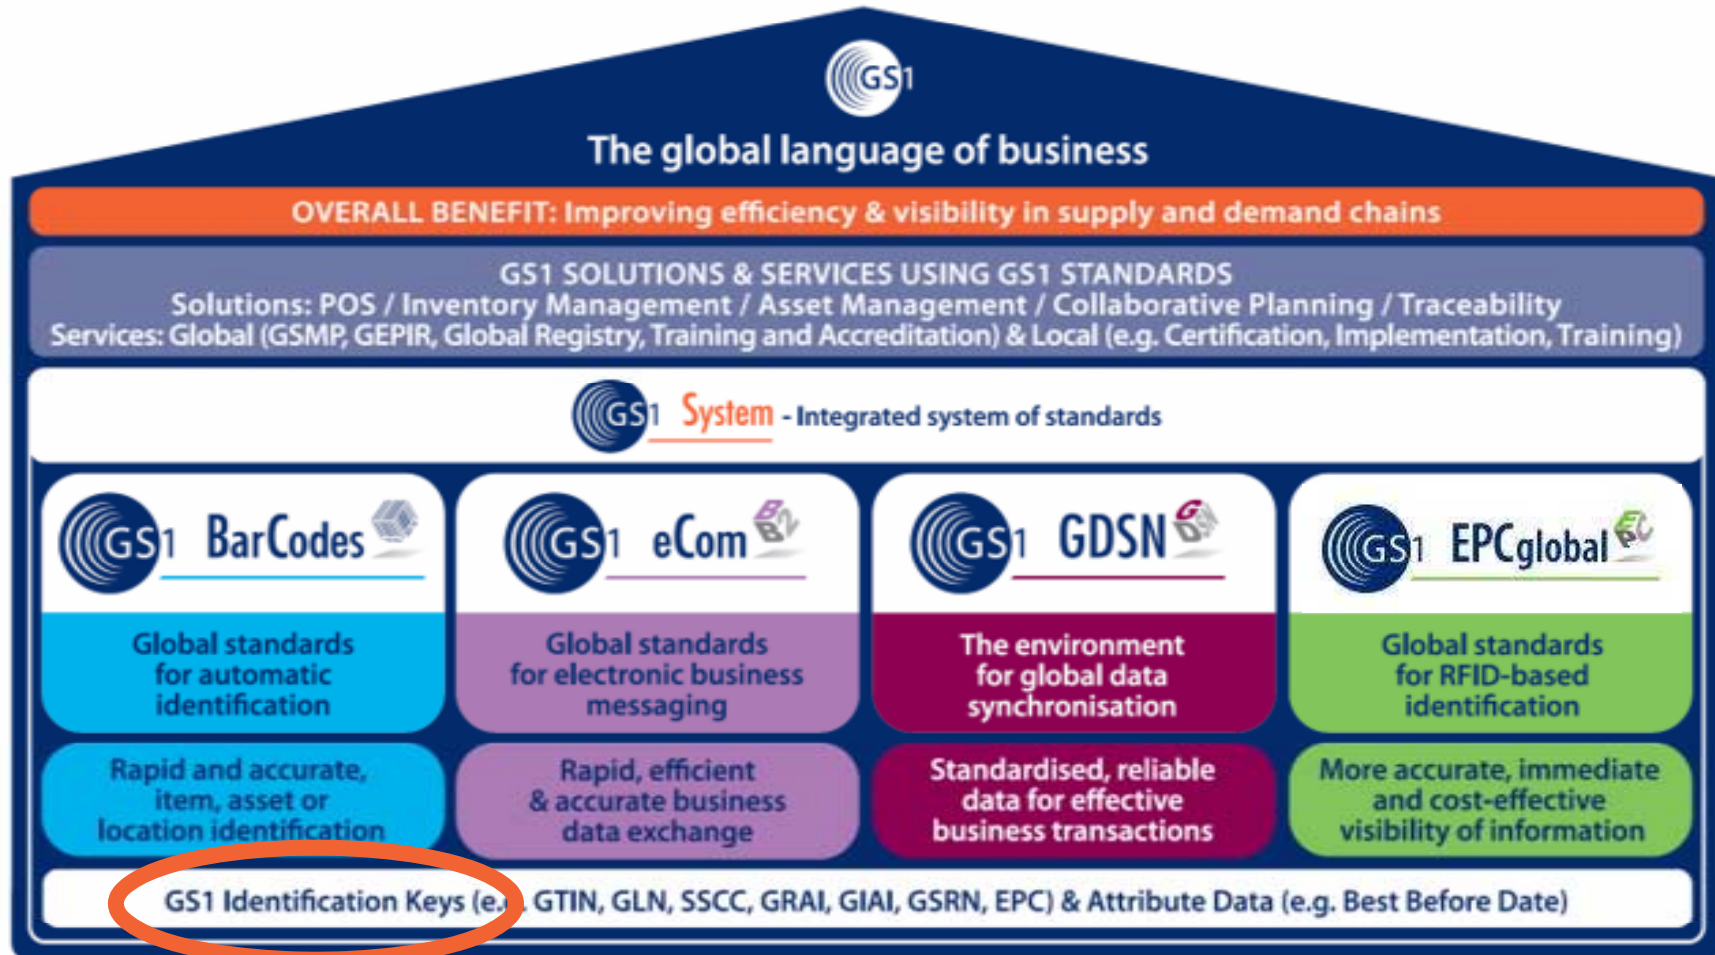 GS1
The global language of business
OVERALL BENEFIT: Improving efficiency & visibility in supply and demand chains
GS1 SOLUTIONS & SERVICES USING GS1 STANDARDS
Solutions: POS / Inventory Management / Asset Management / Collaborative Planning / Traceability
Services: Global (GSMP, GEPIR, Global Registry, Training and Accreditation) & Local (e.g. Certification, Implementation, Training)
GS1 System - Integrated system of standards
GS1 BarCodes
Global standards
for automatic
identification
Rapid and accurate,
item, asset or
location identification
GS1 eCom B2B
Global standards
for electronic business
messaging
Rapid, efficient
& accurate business
data exchange
GS1 GDSN GDSN
The environment
for global data
synchronisation
Standardised, reliable
data for effective
business transactions
GS1 EPCglobal EPC
Global standards
for RFID-based
identification
More accurate, immediate
and cost-effective
visibility of information
GS1 Identification Keys (e.g. GTIN, GLN, SSCC, GRAI, GIAI, GSRN, EPC) & Attribute Data (e.g. Best Before Date)